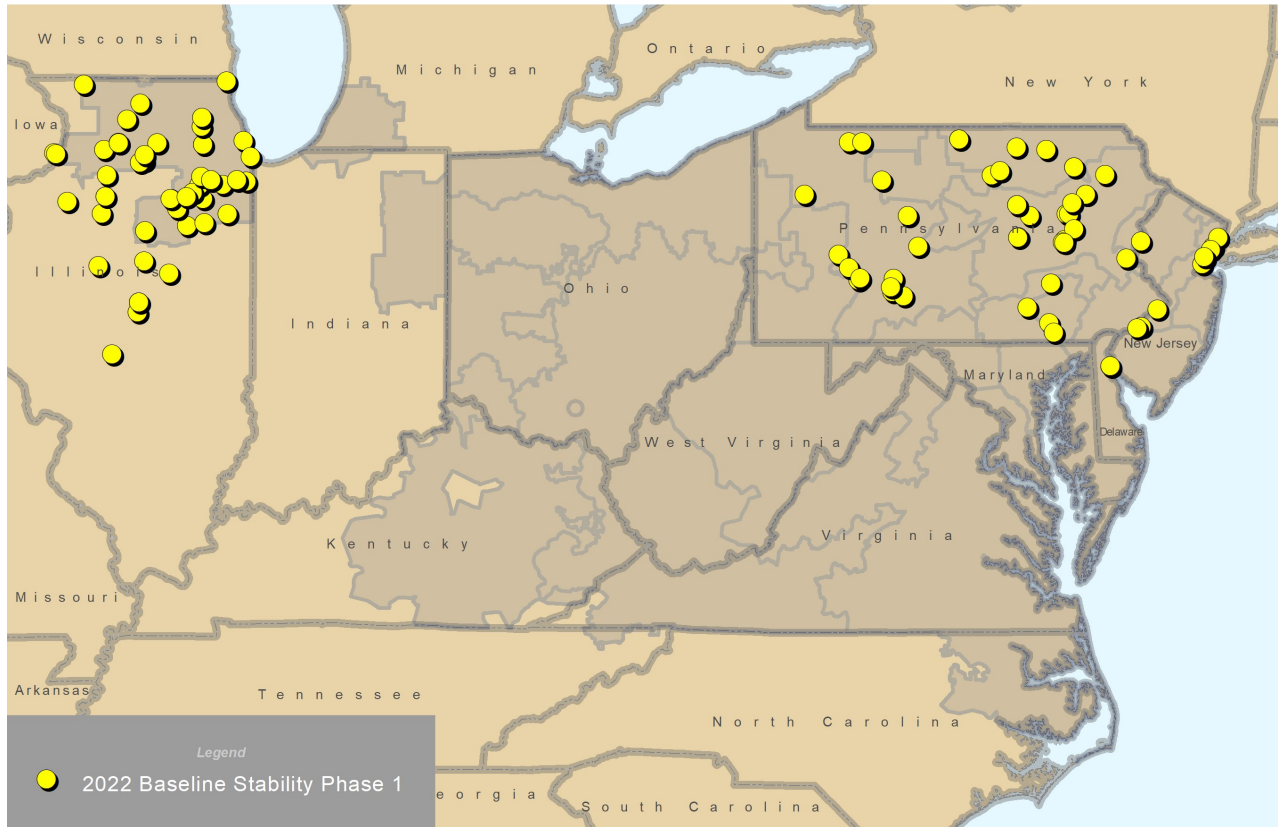 Wisconsin
Michigan
Ontario
New York
Iowa
Pennsylvania
Illinois
Ohio
Indiana
New Jersey
Maryland
Delaware
West Virginia
Virginia
Kentucky
Missouri
Arkansas
Tennessee
North Carolina
Legend
2022 Baseline Stability Phase 1
eorgia
South Carolina